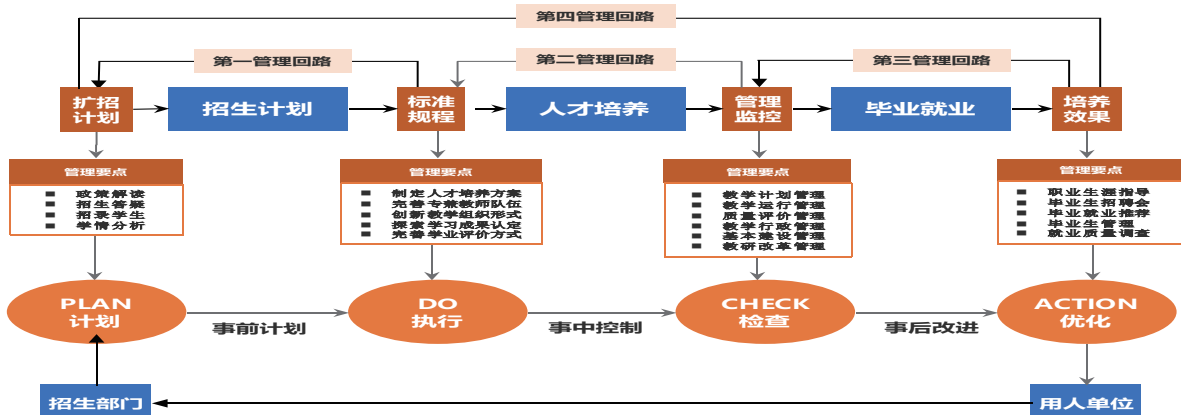 第四管理回路
第一管理回路
第二管理回路
第三管理回路
扩招
计划
招生计划
标准
规程
人才培养
管理
监控
毕业就业
培养
效果
管理要点
政策解读
招生答疑
招录学生
学情分析
管理要点
制定人才培养方案
完善专兼教师队伍
创新教学组织形式
探索学习成果认定
完善学业评价方式
管理要点
教学计划管理
教学运行管理
质量评价管理
教学行政管理
基本建设管理
教研改革管理
管理要点
职业生涯指导
毕业生招聘会
毕业就业推荐
毕业生管理
就业质量调查
PLAN
计划
事前计划
DO
执行
事中控制
CHECK
检查
事后改进
ACTION
优化
招生部门
用人单位